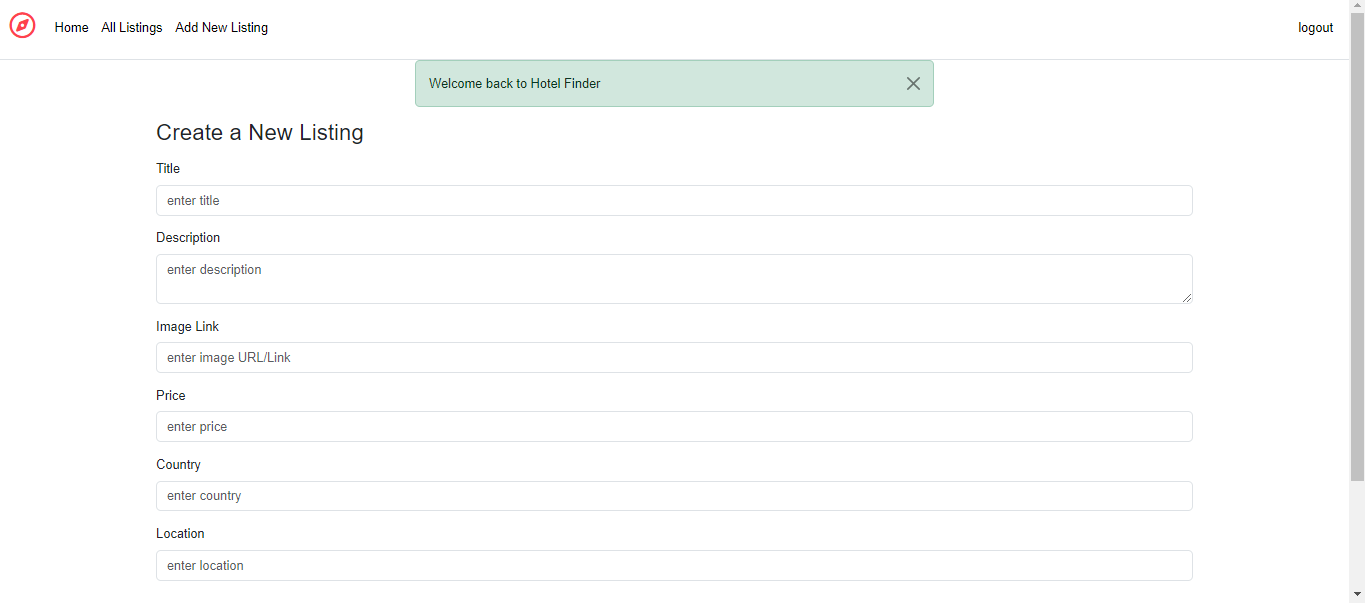 Home All Listings Add New Listing logout
Welcome back to Hotel Finder
Create a New Listing
Title
enter title
Description
enter description
Image Link
enter image URL/Link
Price
enter price
Country
enter country
Location
enter location